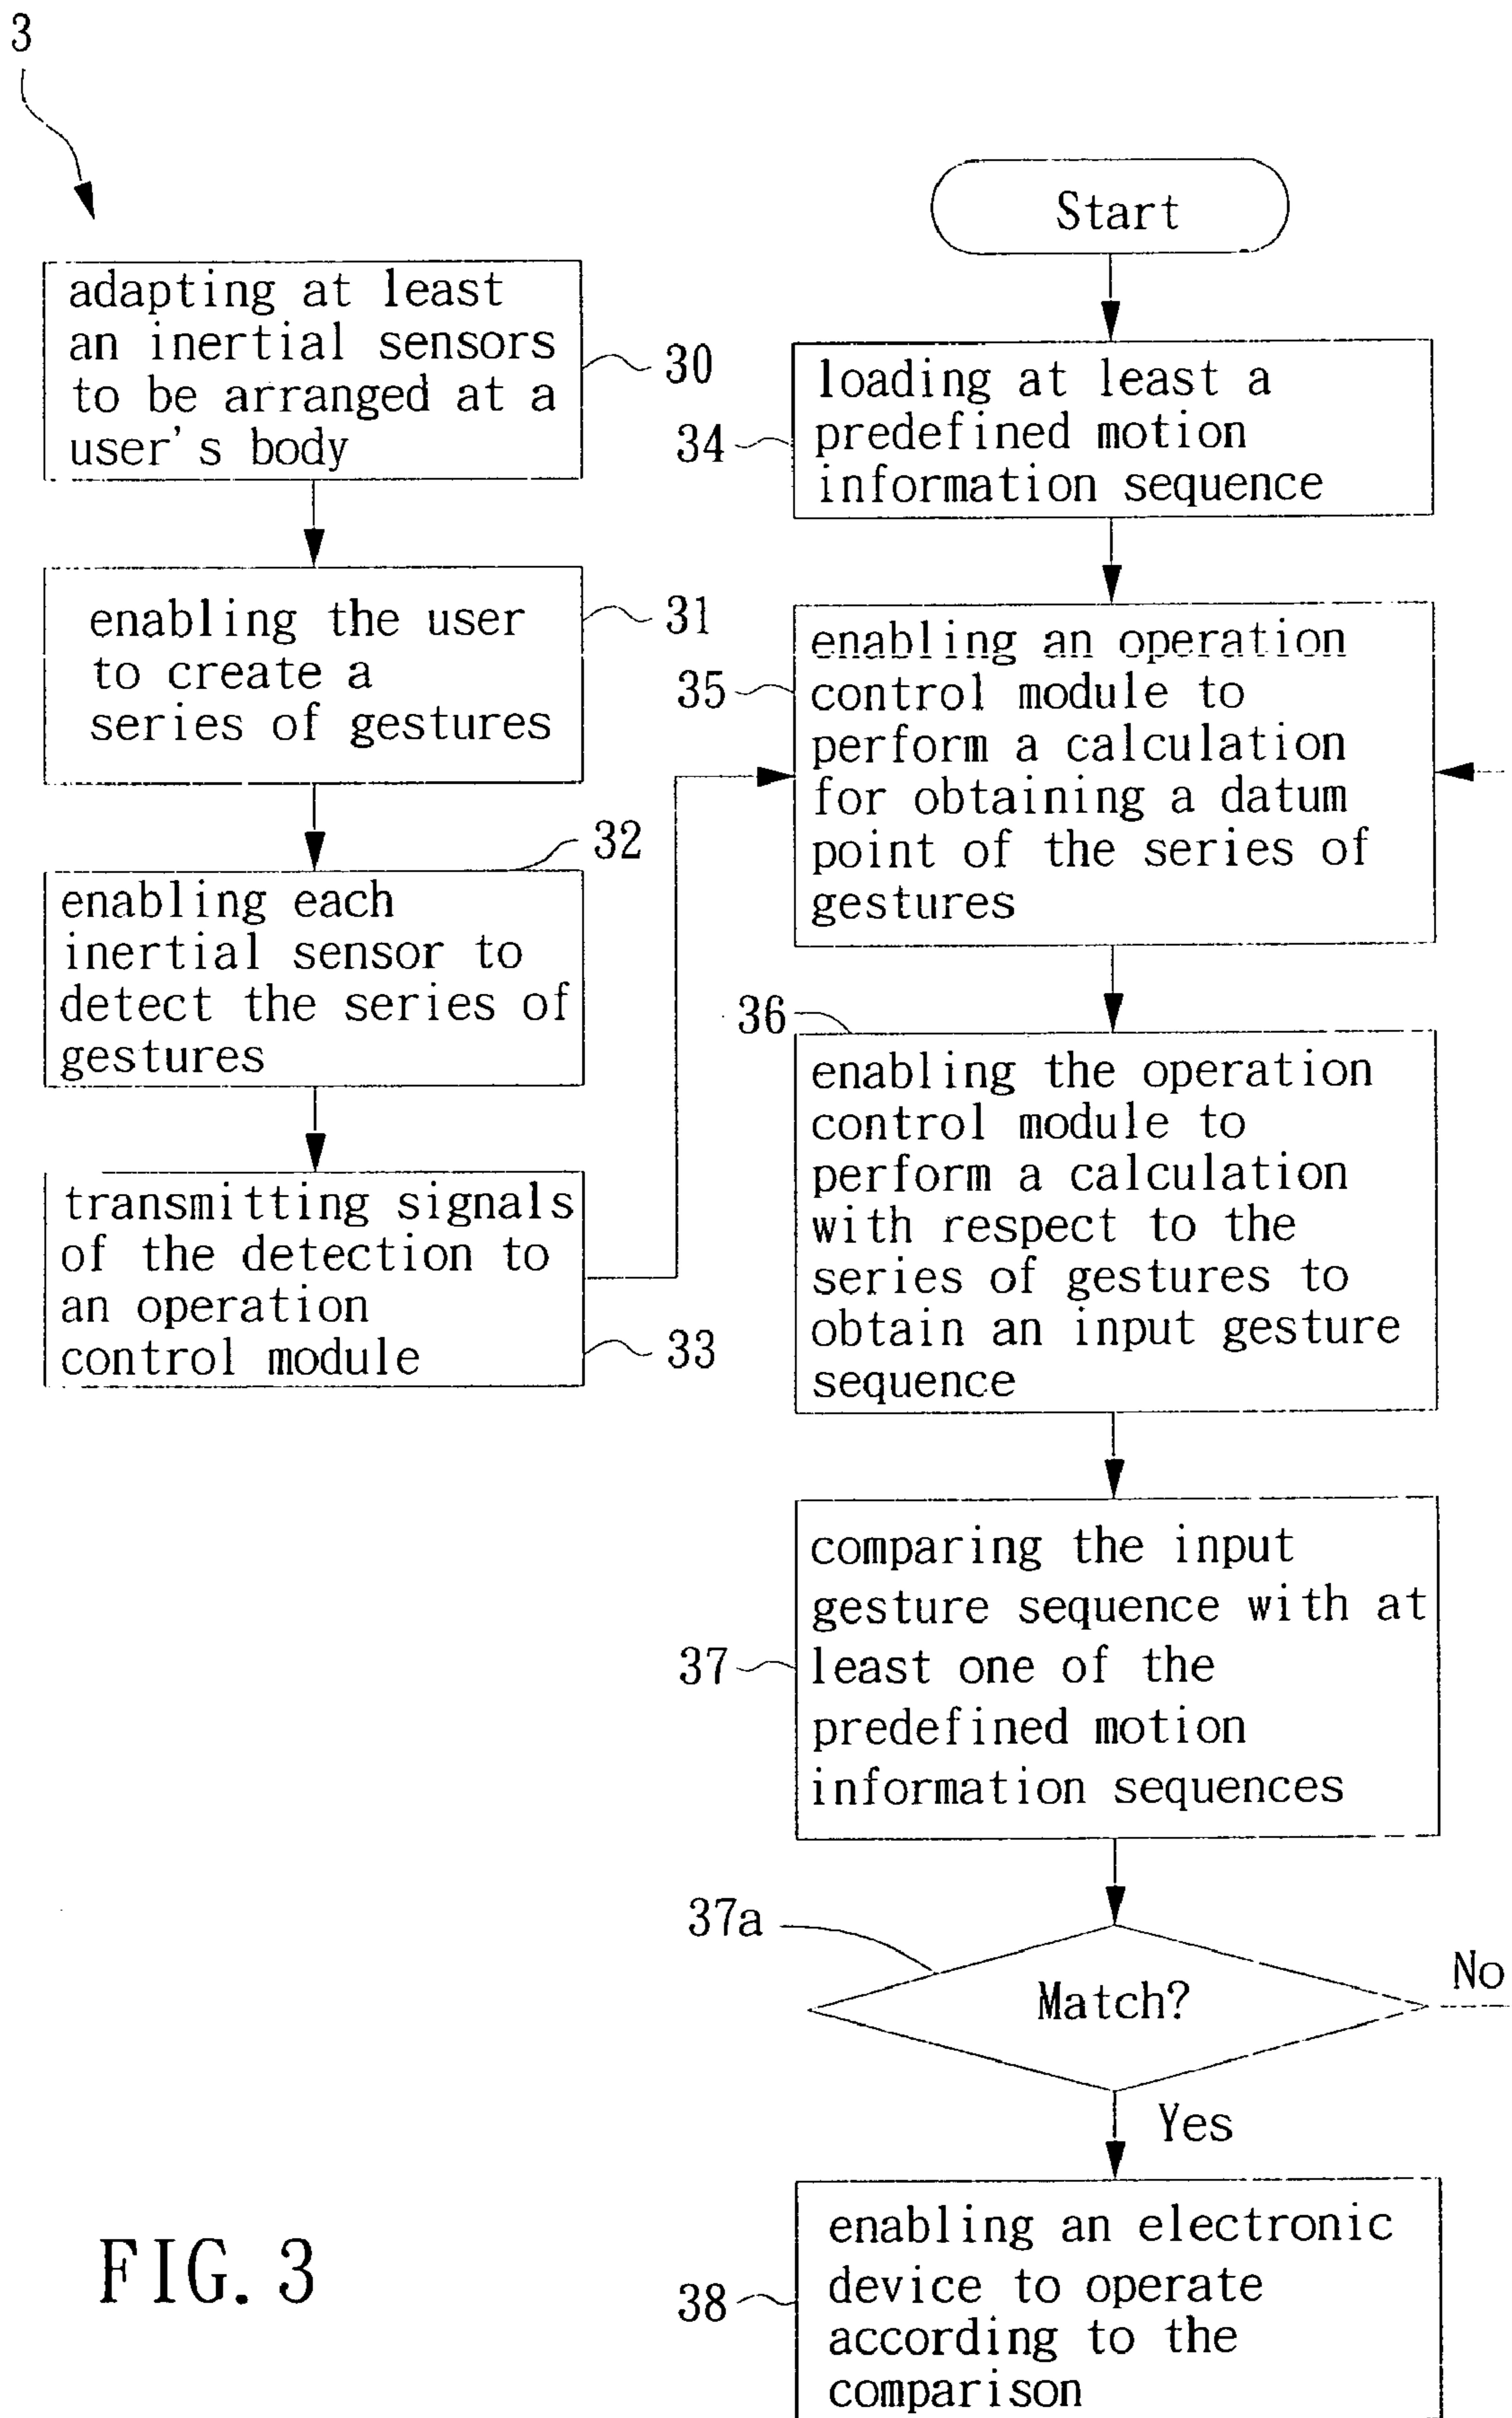 3
adapting at least
an inertial sensors
to be arranged at a
user's body
30
enabling the user
to create a
series of gestures
31
32
enabling each
inertial sensor to
detect the series of
gestures
transmitting signals
of the detection to
an operation
control module
33
Start
loading at least a
predefined motion
information sequence
34
enabling an operation
control module to
perform a calculation
for obtaining a datum
point of the series of
gestures
35
36
enabling the operation
control module to
perform a calculation
with respect to the
series of gestures to
obtain an input gesture
sequence
comparing the input
gesture sequence with at
least one of the
predefined motion
information sequences
37
37a
Match?
No
Yes
enabling an electronic
device to operate
according to the
comparison
38
FIG. 3